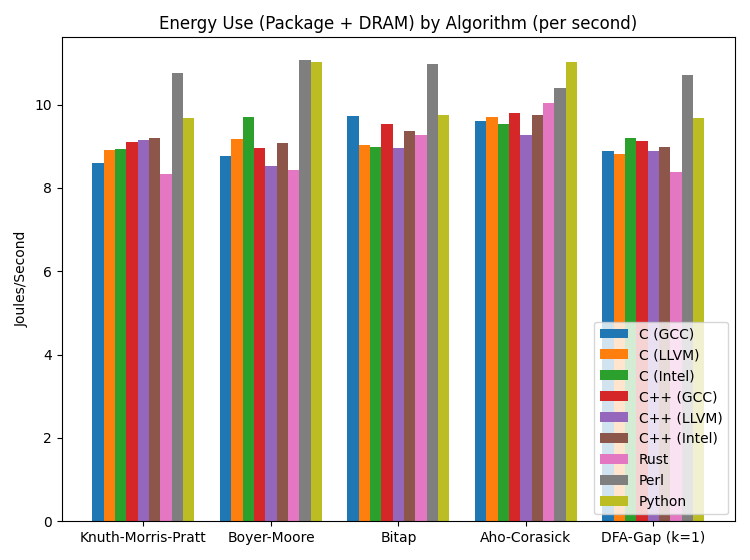 Energy Use (Package + DRAM) by Algorithm (per second)
Joules/Second
10
8
6
4
2
0
C (GCC)
C (LLVM)
C (Intel)
C++ (GCC)
C++ (LLVM)
C++ (Intel)
Rust
Perl
Python
Knuth-Morris-Pratt Boyer-Moore Bitap Aho-Corasick DFA-Gap (k=1)